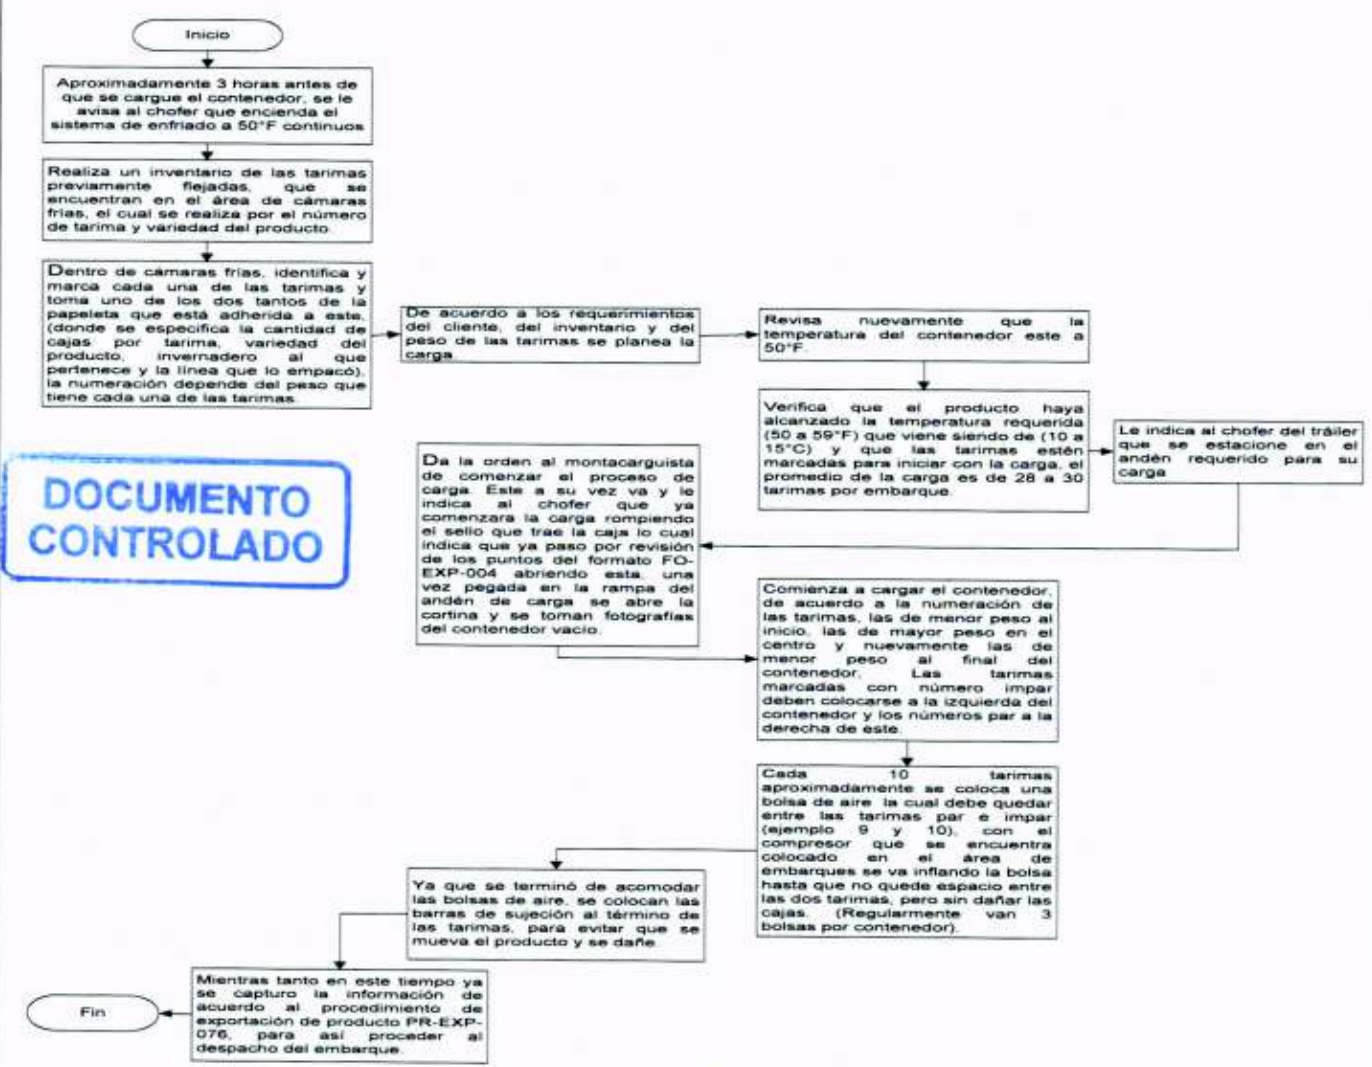 Inicio
Aproximadamente 3 horas antes de
que se cargue el contenedor, se le
avisa al chofer que encienda el
sistema de enfriado a 50°F continuos
Realiza un inventario de las tarimas
previamente flejadas, que se
encuentran en el área de cámaras
frías, el cual se realiza por el número
de tarima y variedad del producto.
Dentro de cámaras frías, identifica y
marca cada una de las tarimas y
toma uno de los dos tantos de la
papeleta que está adherida a este,
(donde se especifica la cantidad de
cajas por tarima, variedad del
producto, invernadero al que
pertenece y la línea que lo empacó),
la numeración depende del peso que
tiene cada una de las tarimas.
De acuerdo a los requerimientos
del cliente, del inventario y del
peso de las tarimas se planea la
carga
Revisa nuevamente que la
temperatura del contenedor este a
50°F.
Verifica que el producto haya
alcanzado la temperatura requerida
(50 a 59°F) que viene siendo de (10 a
15°C) y que las tarimas estén
marcadas para iniciar con la carga, el
promedio de la carga es de 28 a 30
tarimas por embarque.
Le indica al chofer del tráiler
que se estacione en el
andén requerido para su
carga
Da la orden al montacarguista
de comenzar el proceso de
carga. Este a su vez va y le
indica al chofer que ya
comenzara la carga rompiendo
el sello que trae la caja lo cual
indica que ya paso por revisión
de los puntos del formato FO-
EXP-004 abriendo esta, una
vez pegada en la rampa del
andén de carga se abre la
cortina y se toman fotografías
del contenedor vacío.
DOCUMENTO
CONTROLADO
Comienza a cargar el contenedor,
de acuerdo a la numeración de
las tarimas, las de menor peso al
inicio, las de mayor peso en el
centro y nuevamente las de
menor peso al final del
contenedor. Las tarimas
marcadas con número impar
deben colocarse a la izquierda del
contenedor y los números par a la
derecha de éste.
Cada 10 tarimas
aproximadamente se coloca una
bolsa de aire la cual debe quedar
entre las tarimas par e impar
(ejemplo 9 y 10), con el
compresor que se encuentra
colocado en el área de
embarques se va inflando la bolsa
hasta que no quede espacio entre
las dos tarimas, pero sin dañar las
cajas. (Regularmente van 3
bolsas por contenedor).
Ya que se terminó de acomodar
las bolsas de aire, se colocan las
barras de sujeción al término de
las tarimas, para evitar que se
mueva el producto y se dañe.
Mientras tanto en este tiempo ya
se capturo la información de
acuerdo al procedimiento de
exportación de producto PR-EXP-
076, para así proceder al
despacho del embarque.
Fin